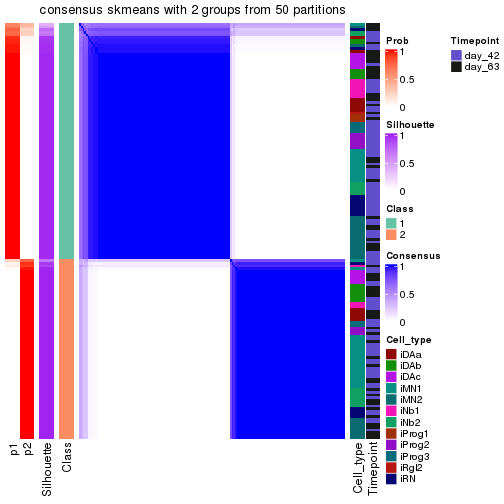 consensus skmeans with 2 groups from 50 partitions
Prob
1
0.5
0
Silhouette
1
0.5
0
Class
1
2
Consensus
1
0.5
0
Cell_type
iDAa
iDAb
iDAc
iMN1
iMN2
iNb1
iNb2
iProg1
iProg2
iProg3
iRgl2
iRN
Timepoint
day_42
day_63
p1
p2
Silhouette
Class
Cell_type
Timepoint